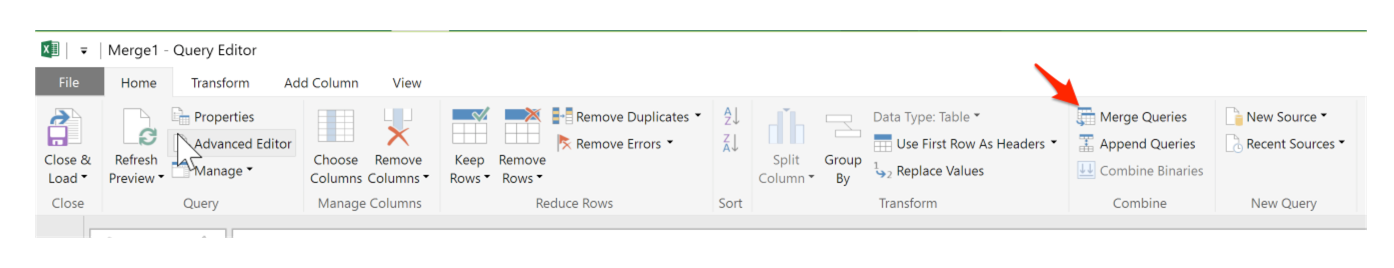 Merge1 - Query Editor
File Home Transform Add Column View
Close & Load
Close
Refresh Preview
Properties
Advanced Editor
Manage
Query
Choose Columns
Remove Columns
Manage Columns
Keep Rows
Remove Rows
Remove Duplicates
Remove Errors
Reduce Rows
A
Z
Z
A
Sort
Split Column
Group By
Data Type: Table
Use First Row As Headers
1 2 Replace Values
Transform
Merge Queries
Append Queries
Combine Binaries
Combine
New Source
Recent Sources
New Query